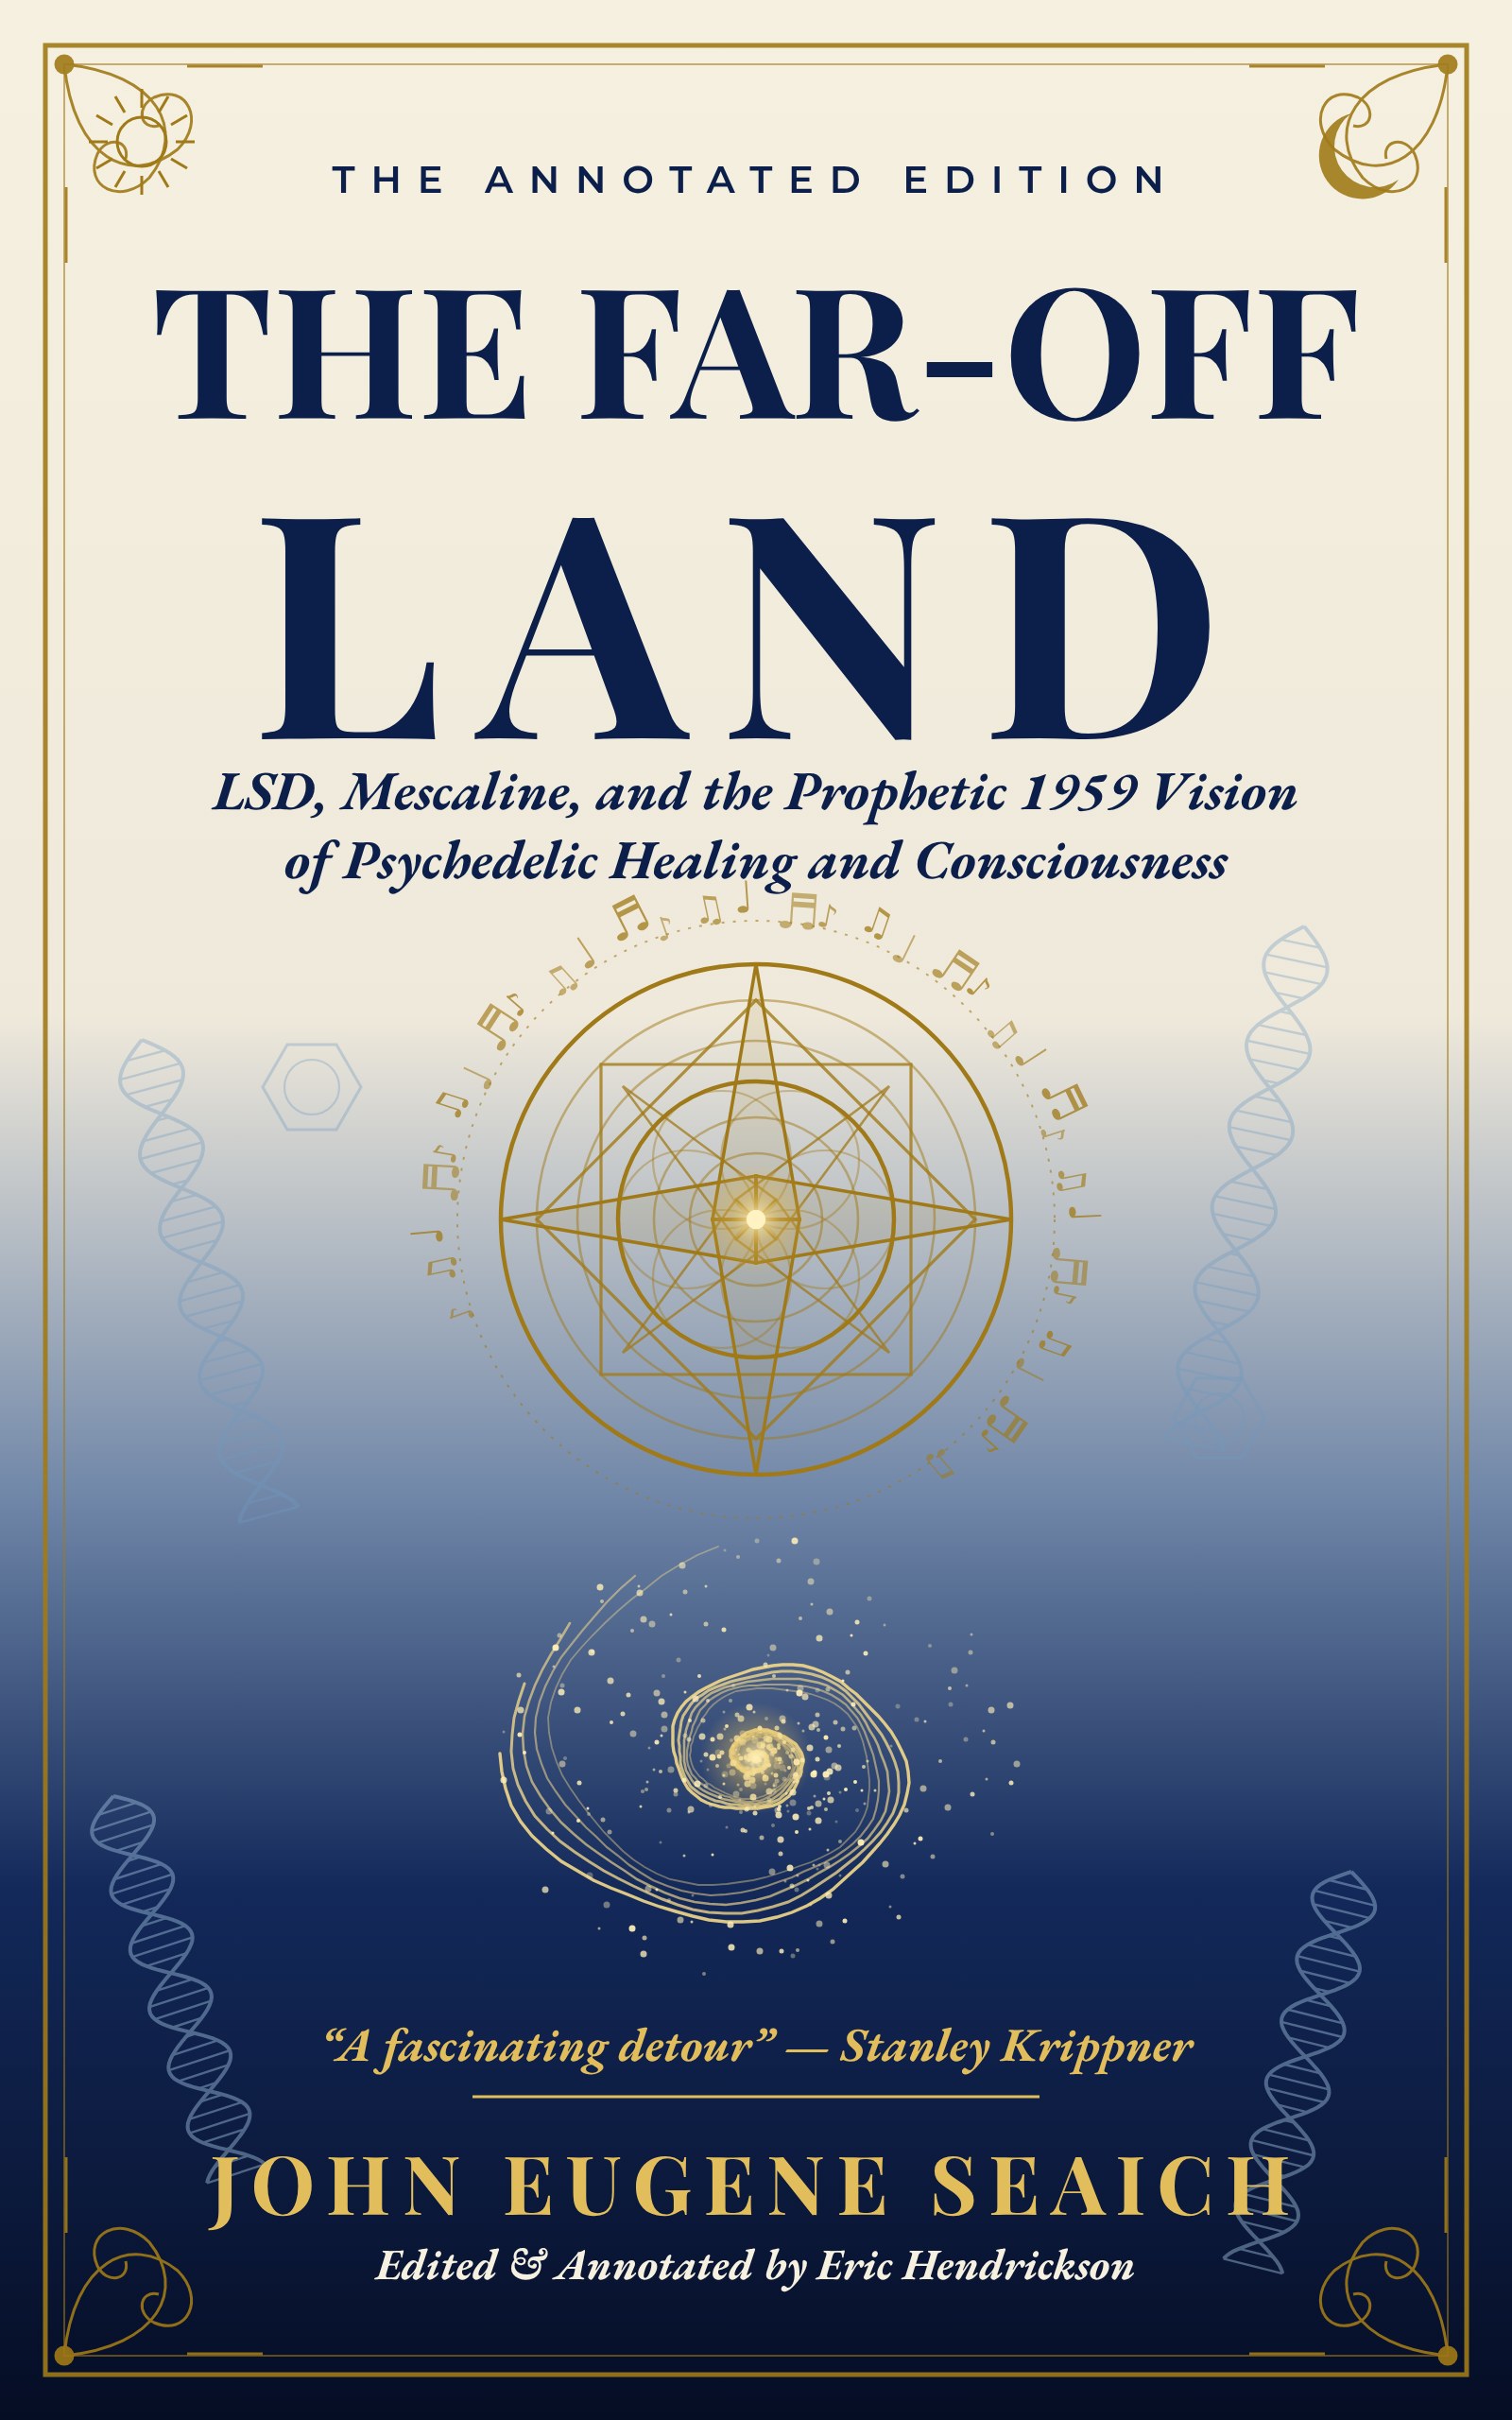 THE ANNOTATED EDITION
THE FAR-OFF
LAND
LSD, Mescaline, and the Prophetic 1959 Vision
of Psychedelic Healing and Consciousness
“A fascinating detour” — Stanley Krippner
JOHN EUGENE SEAICH
Edited & Annotated by Eric Hendrickson